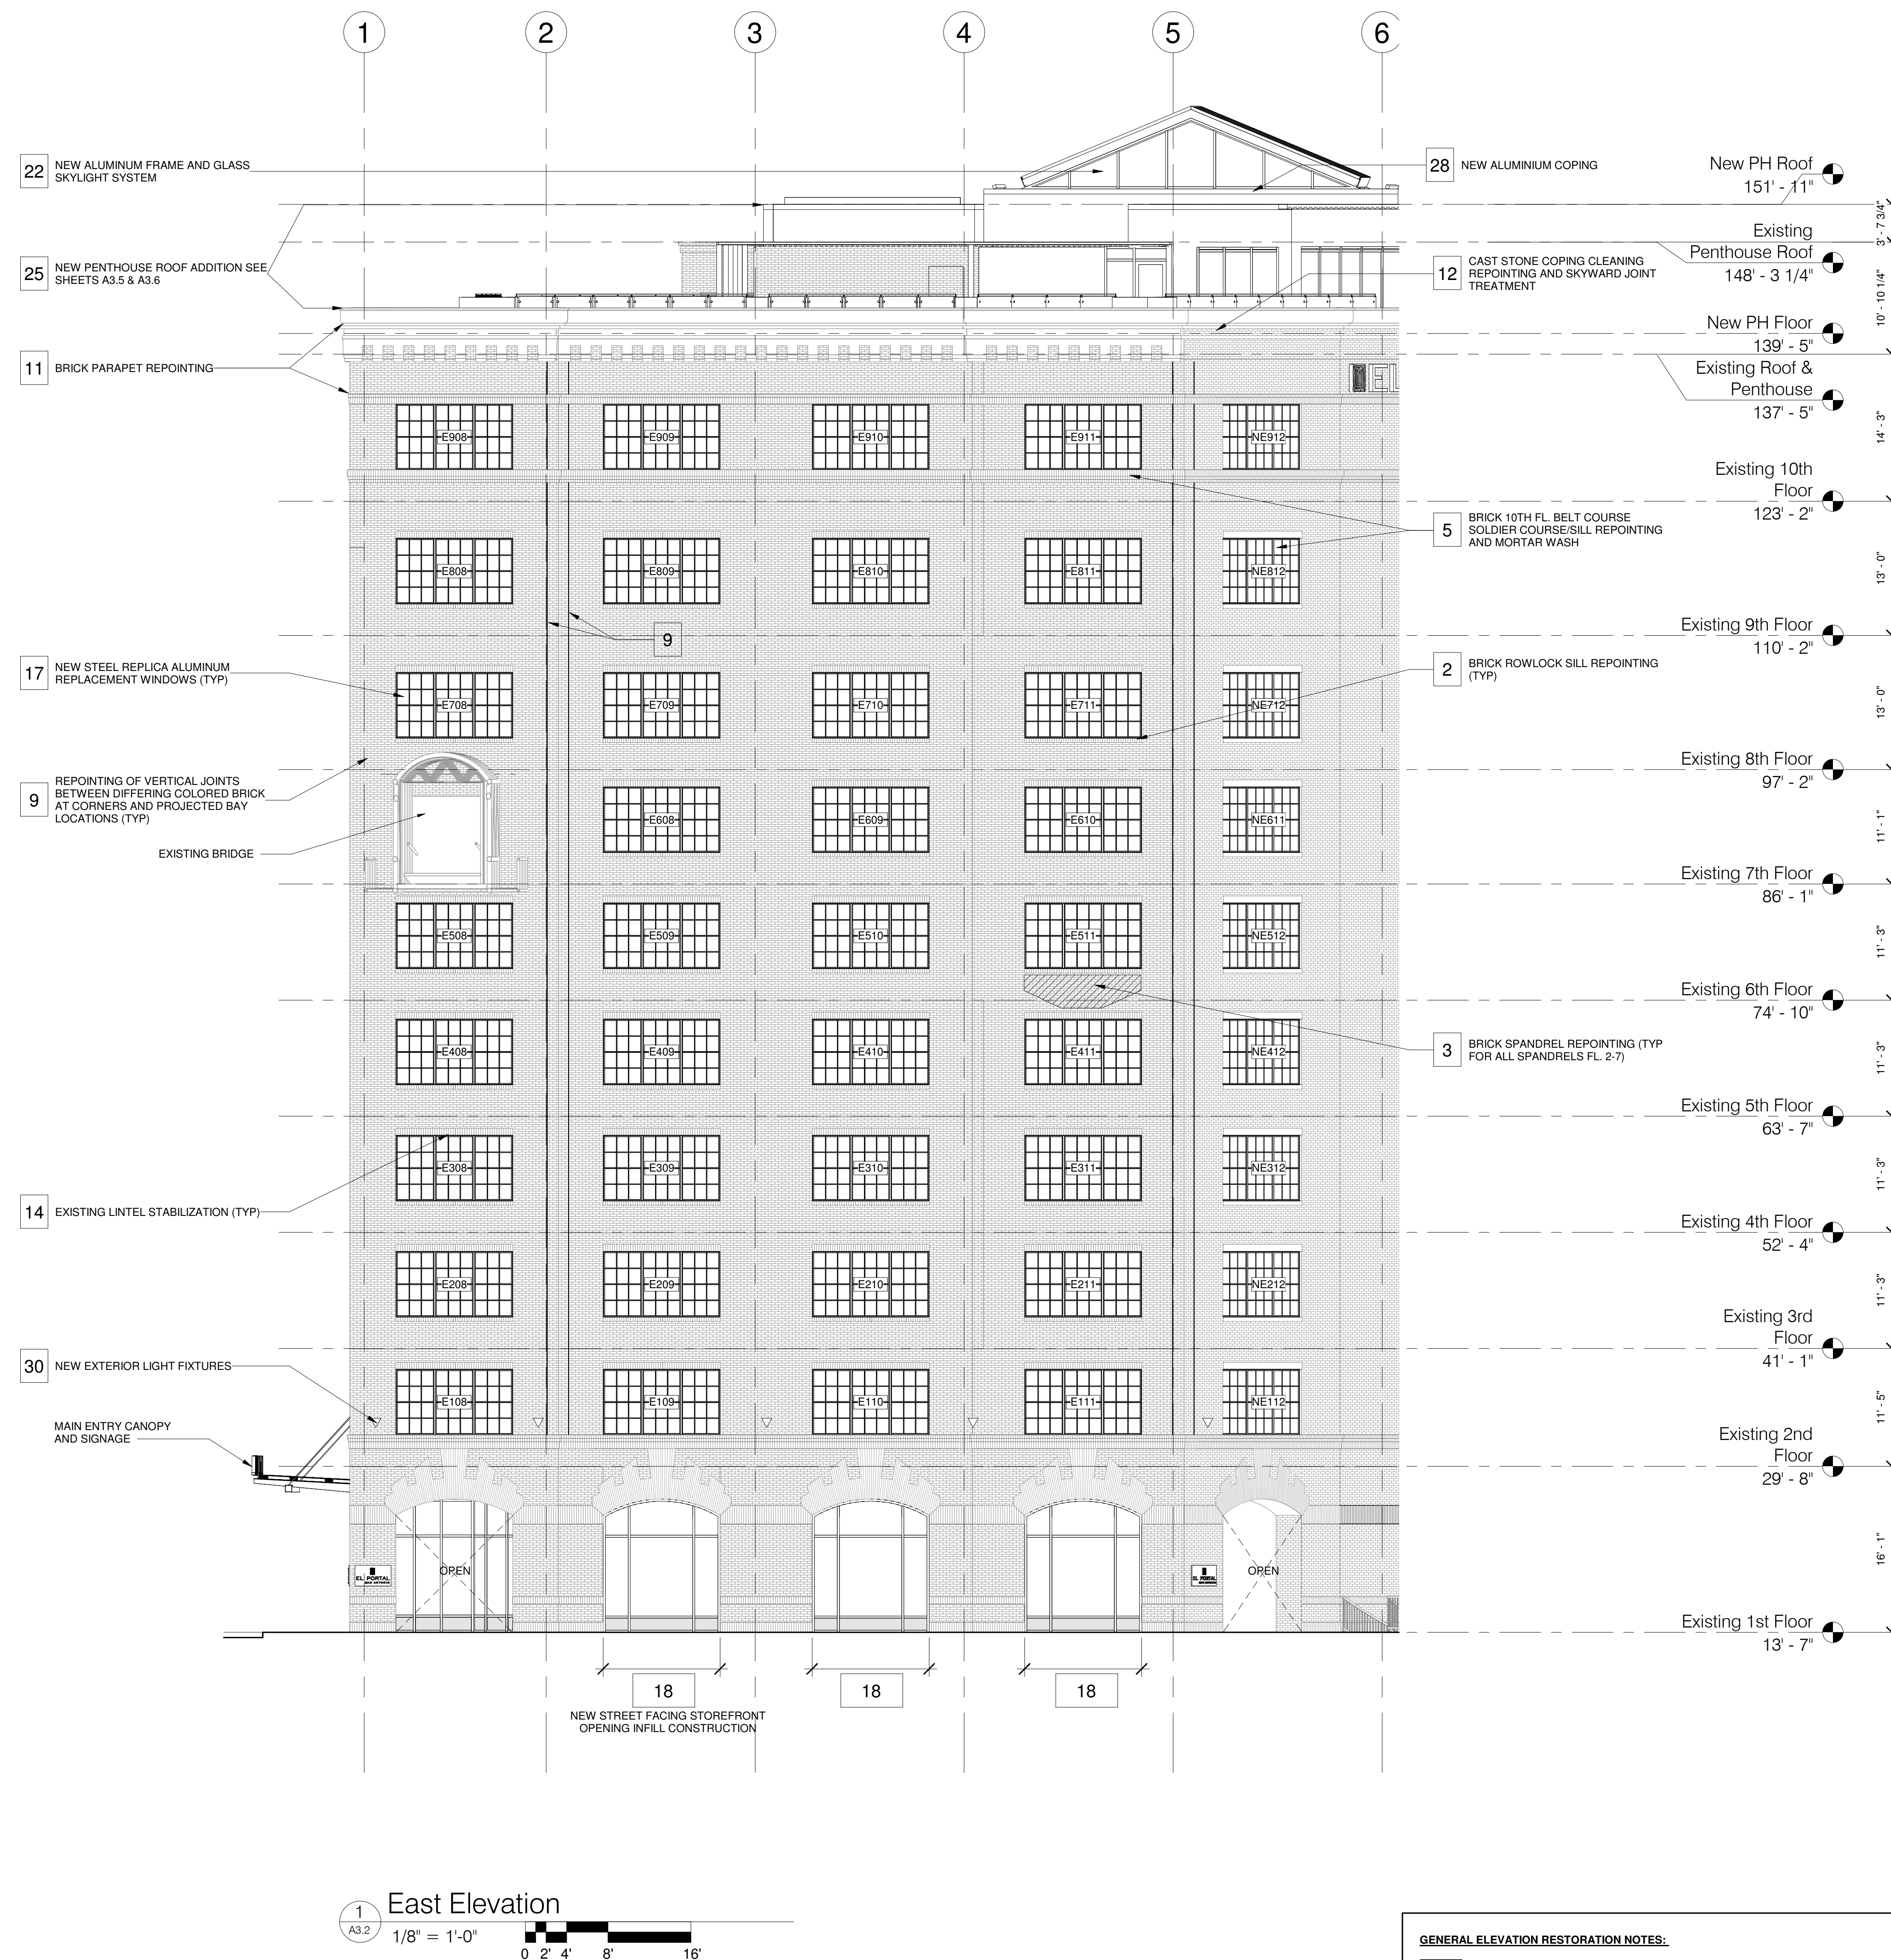 1
2
3
4
5
6
22
NEW ALUMINUM FRAME AND GLASS
SKYLIGHT SYSTEM
28
NEW ALUMINIUM COPING
New PH Roof
151' - 11"
3' - 7 3/4"
25
NEW PENTHOUSE ROOF ADDITION SEE
SHEETS A3.5 & A3.6
12
CAST STONE COPING CLEANING
REPOINTING AND SKYWARD JOINT
TREATMENT
Existing
Penthouse Roof
148' - 3 1/4"
10' - 10 1/4"
New PH Floor
139' - 5"
11
BRICK PARAPET REPOINTING
Existing Roof &
Penthouse
137' - 5"
EL
E908
E909
E910
E911
NE912
14' - 3"
Existing 10th
Floor
123' - 2"
5
BRICK 10TH FL. BELT COURSE
SOLDIER COURSE/SILL REPOINTING
AND MORTAR WASH
E808
E809
E810
E811
NE812
13' - 0"
9
Existing 9th Floor
110' - 2"
17
NEW STEEL REPLICA ALUMINUM
REPLACEMENT WINDOWS (TYP)
2
BRICK ROWLOCK SILL REPOINTING
(TYP)
E708
E709
E710
E711
NE712
13' - 0"
Existing 8th Floor
97' - 2"
9
REPOINTING OF VERTICAL JOINTS
BETWEEN DIFFERING COLORED BRICK
AT CORNERS AND PROJECTED BAY
LOCATIONS (TYP)
E608
E609
E610
NE611
11' - 1"
EXISTING BRIDGE
Existing 7th Floor
86' - 1"
E508
E509
E510
E511
NE512
11' - 3"
Existing 6th Floor
74' - 10"
3
BRICK SPANDREL REPOINTING (TYP
FOR ALL SPANDRELS FL. 2-7)
E408
E409
E410
E411
NE412
11' - 3"
Existing 5th Floor
63' - 7"
E308
E309
E310
E311
NE312
11' - 3"
14
EXISTING LINTEL STABILIZATION (TYP)
Existing 4th Floor
52' - 4"
E208
E209
E210
E211
NE212
11' - 3"
Existing 3rd
Floor
41' - 1"
30
NEW EXTERIOR LIGHT FIXTURES
E108
E109
E110
E111
NE112
11' - 5"
MAIN ENTRY CANOPY
AND SIGNAGE
Existing 2nd
Floor
29' - 8"
16' - 1"
OPEN
OPEN
EL PORTAL
SAN ANTONIO
EL PORTAL
Existing 1st Floor
13' - 7"
18
18
18
NEW STREET FACING STOREFRONT
OPENING INFILL CONSTRUCTION
1
A3.2
East Elevation
1/8" = 1'-0"
0 2' 4' 8' 16'
GENERAL ELEVATION RESTORATION NOTES: